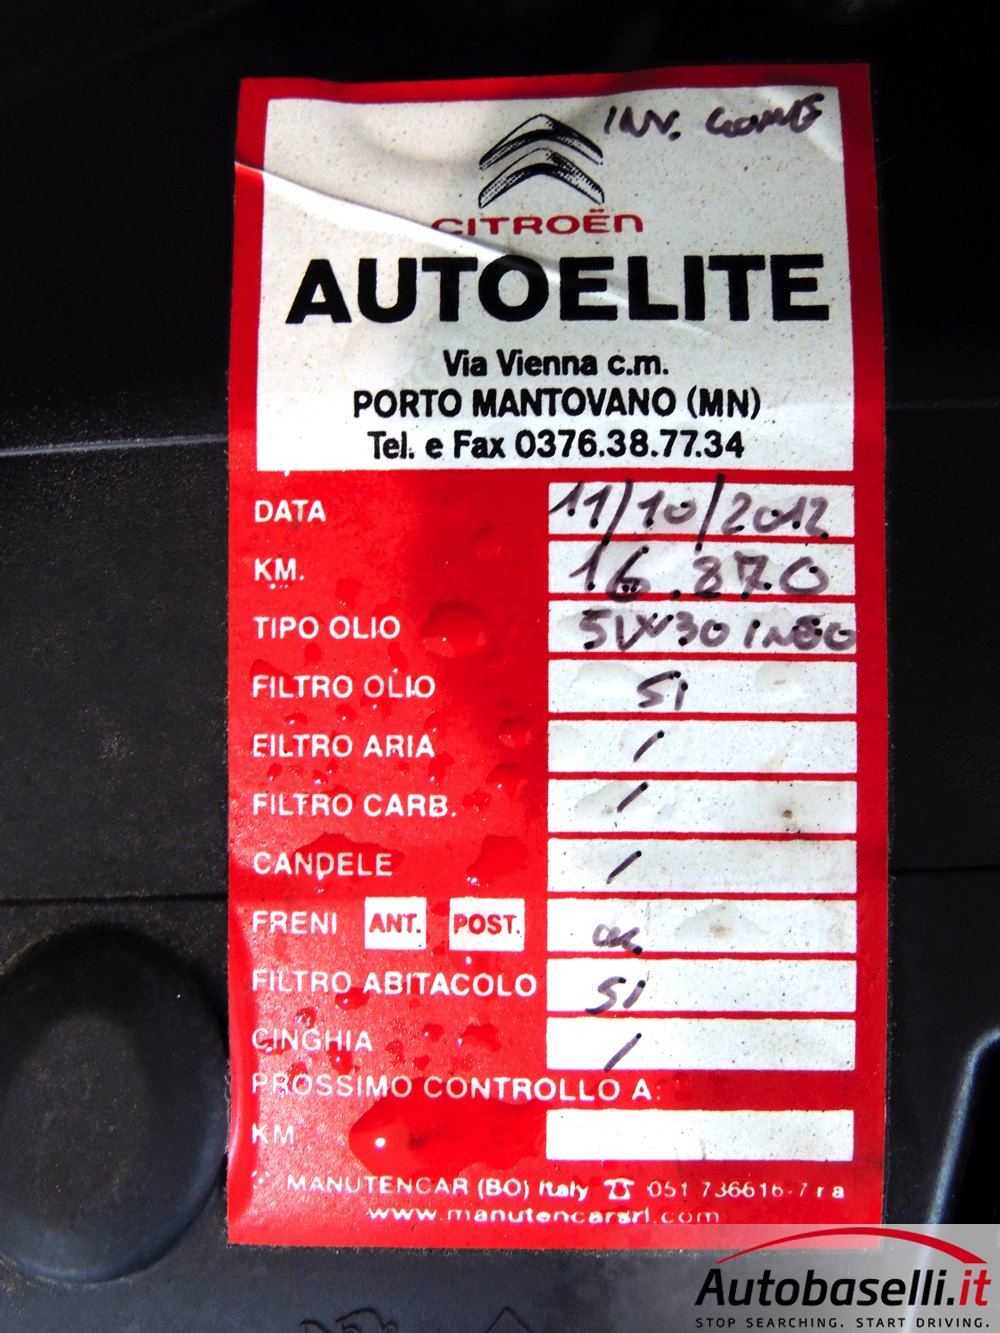 INV. GOMME
CITROËN
AUTOELITE
Via Vienna c.m.
PORTO MANTOVANO (MN)
Tel. e Fax 0376.38.77.34
DATA 11/10/2012
KM. 16.870
TIPO OLIO 5W30 INEO
FILTRO OLIO SI
FILTRO ARIA /
FILTRO CARB. /
CANDELE /
FRENI ANT. POST. OK
FILTRO ABITACOLO SI
CINGHIA /
PROSSIMO CONTROLLO A:
KM
MANUTENCAR (BO) Italy ☎ 051 736616-7 r a
www.manutencarsrl.com
Autobaselli.it
STOP SEARCHING. START DRIVING.